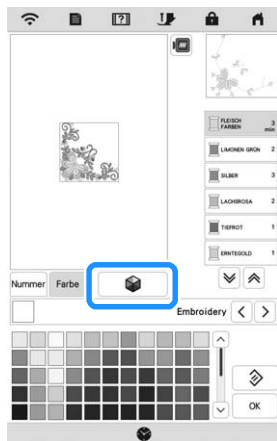 FLEISCH
FARBEN
3
min
LIMONEN GRÜN 2
SILBER 3
LACHSROSA 2
TIEFROT 1
ERNTEGOLD 1
Nummer Farbe
Embroidery
OK